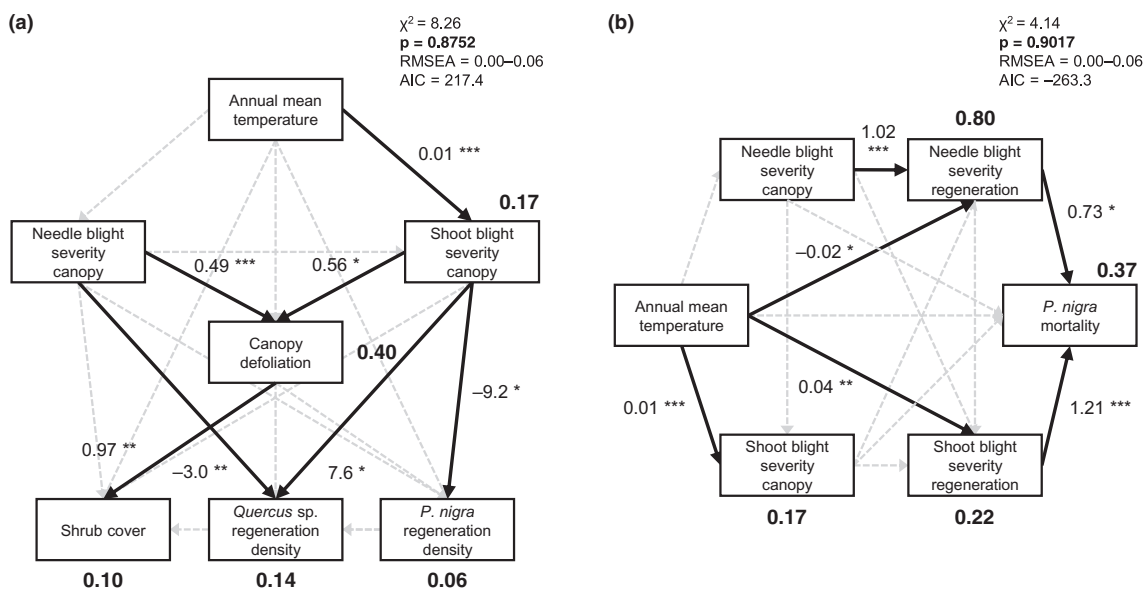 (a)
χ² = 8.26
p = 0.8752
RMSEA = 0.00–0.06
AIC = 217.4
Annual mean
temperature
0.01 ***
0.17
Needle blight
severity
canopy
Shoot blight
severity
canopy
0.49 ***
0.56 *
Canopy
defoliation
0.40
–9.2 *
0.97 **
–3.0 **
7.6 *
Shrub cover
Quercus sp.
regeneration
density
P. nigra
regeneration
density
0.10
0.14
0.06
(b)
χ² = 4.14
p = 0.9017
RMSEA = 0.00–0.06
AIC = –263.3
0.80
1.02
***
Needle blight
severity
canopy
Needle blight
severity
regeneration
0.73 *
–0.02 *
0.37
Annual mean
temperature
P. nigra
mortality
0.04 **
0.01 ***
1.21 ***
Shoot blight
severity
canopy
Shoot blight
severity
regeneration
0.17
0.22